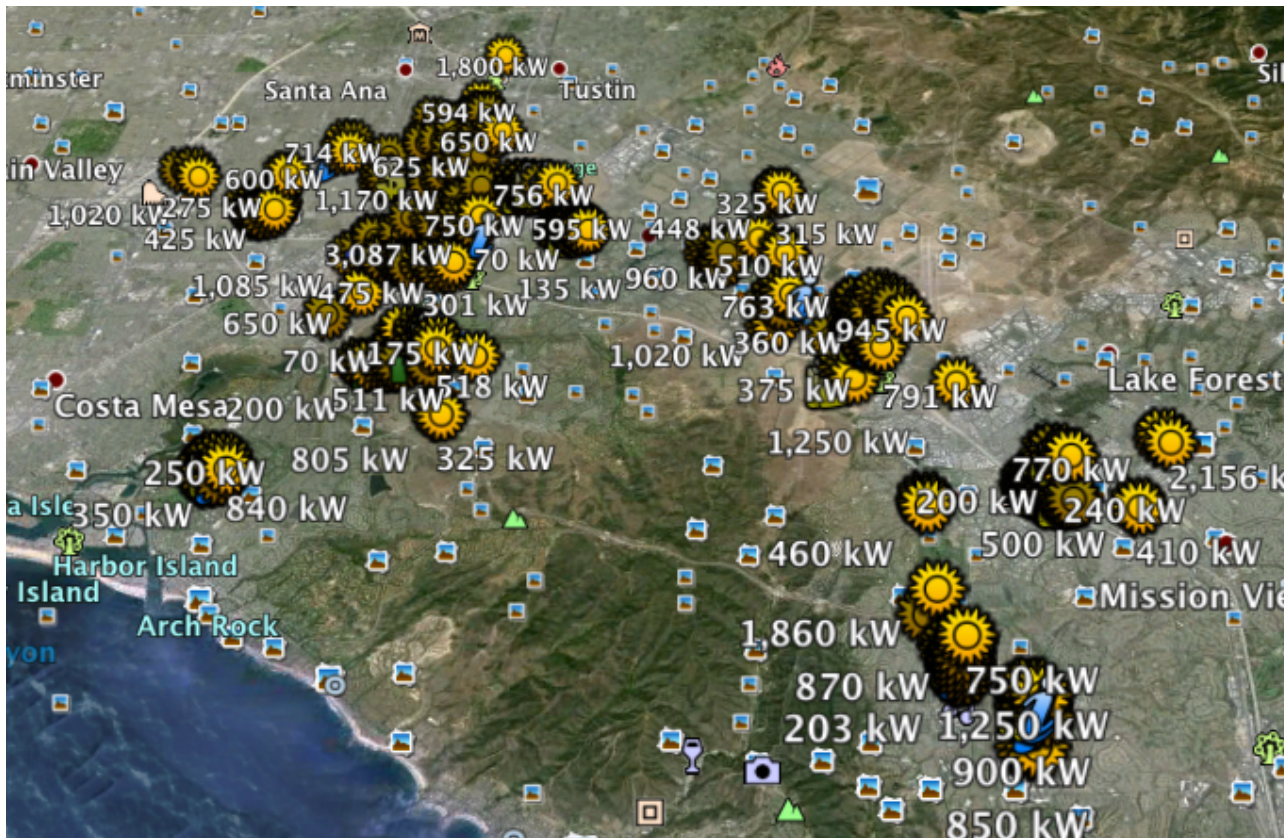 1,800 kW
tminster
Santa Ana
Tustin
Sil
594 kW
650 kW
714 kW
625 kW
ain Valley
600 kW
756 kW
ge
1,020 kW
275 kW
1,170 kW
325 kW
425 kW
750 kW
595 kW
448 kW
315 kW
3,087 kW
70 kW
510 kW
1,085 kW
475 kW
135 kW
960 kW
301 kW
763 kW
650 kW
945 kW
360 kW
70 kW
175 kW
1,020 kW
518 kW
Lake Forest
375 kW
791 kW
Costa Mesa
200 kW
511 kW
1,250 kW
805 kW
325 kW
250 kW
770 kW
2,156 k
a Isle
350 kW
840 kW
200 kW
240 kW
500 kW
410 kW
460 kW
Harbor Island
r Island
Mission Vie
Arch Rock
1,860 kW
yon
870 kW
750 kW
203 kW
1,250 kW
900 kW
850 kW